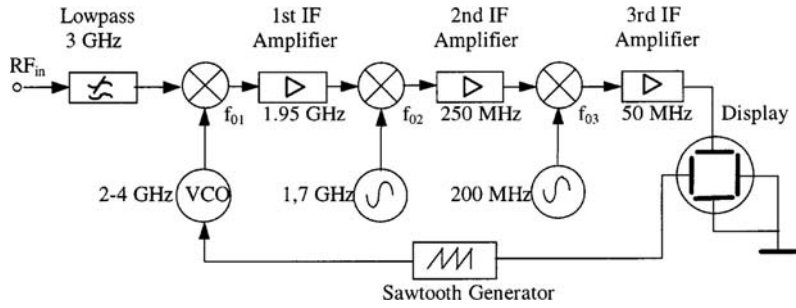 Lowpass
3 GHz
1st IF
Amplifier
2nd IF
Amplifier
3rd IF
Amplifier
RFin
f01
1.95 GHz
f02
250 MHz
f03
50 MHz
Display
2-4 GHz
VCO
1,7 GHz
200 MHz
Sawtooth Generator